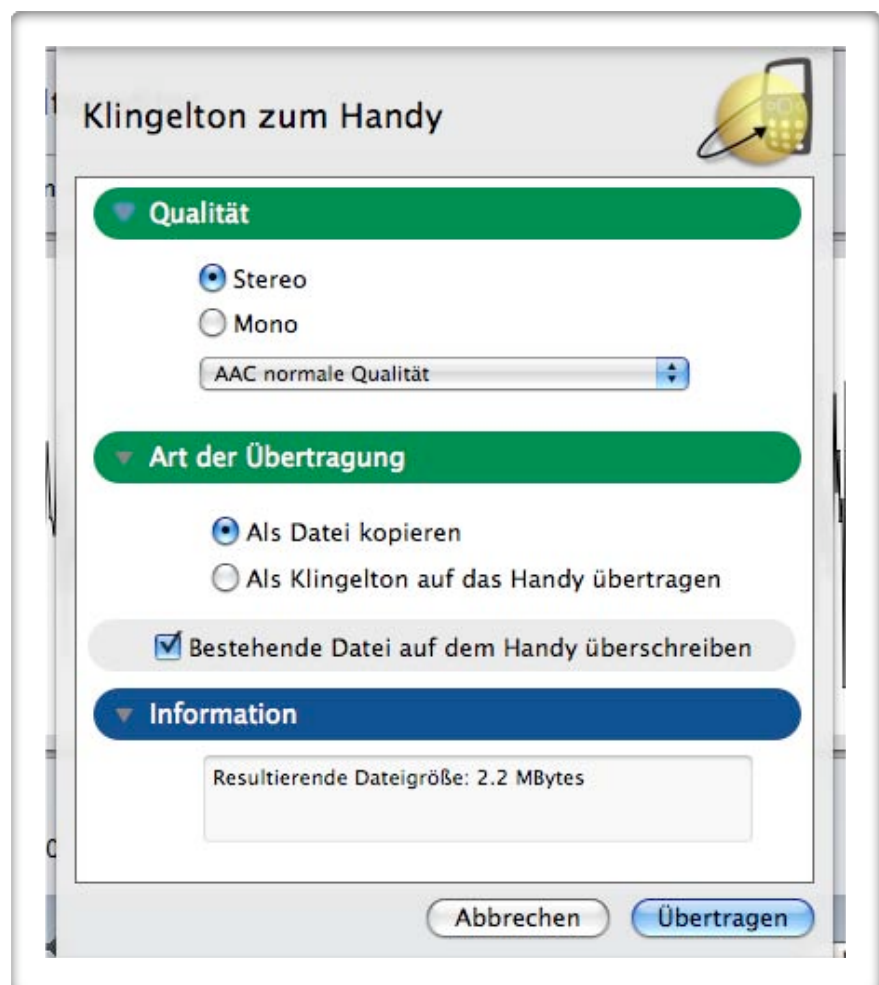 Klingelton zum Handy
Qualität
Stereo
Mono
AAC normale Qualität
Art der Übertragung
Als Datei kopieren
Als Klingelton auf das Handy übertragen
Bestehende Datei auf dem Handy überschreiben
Information
Resultierende Dateigröße: 2.2 MBytes
Abbrechen
Übertragen